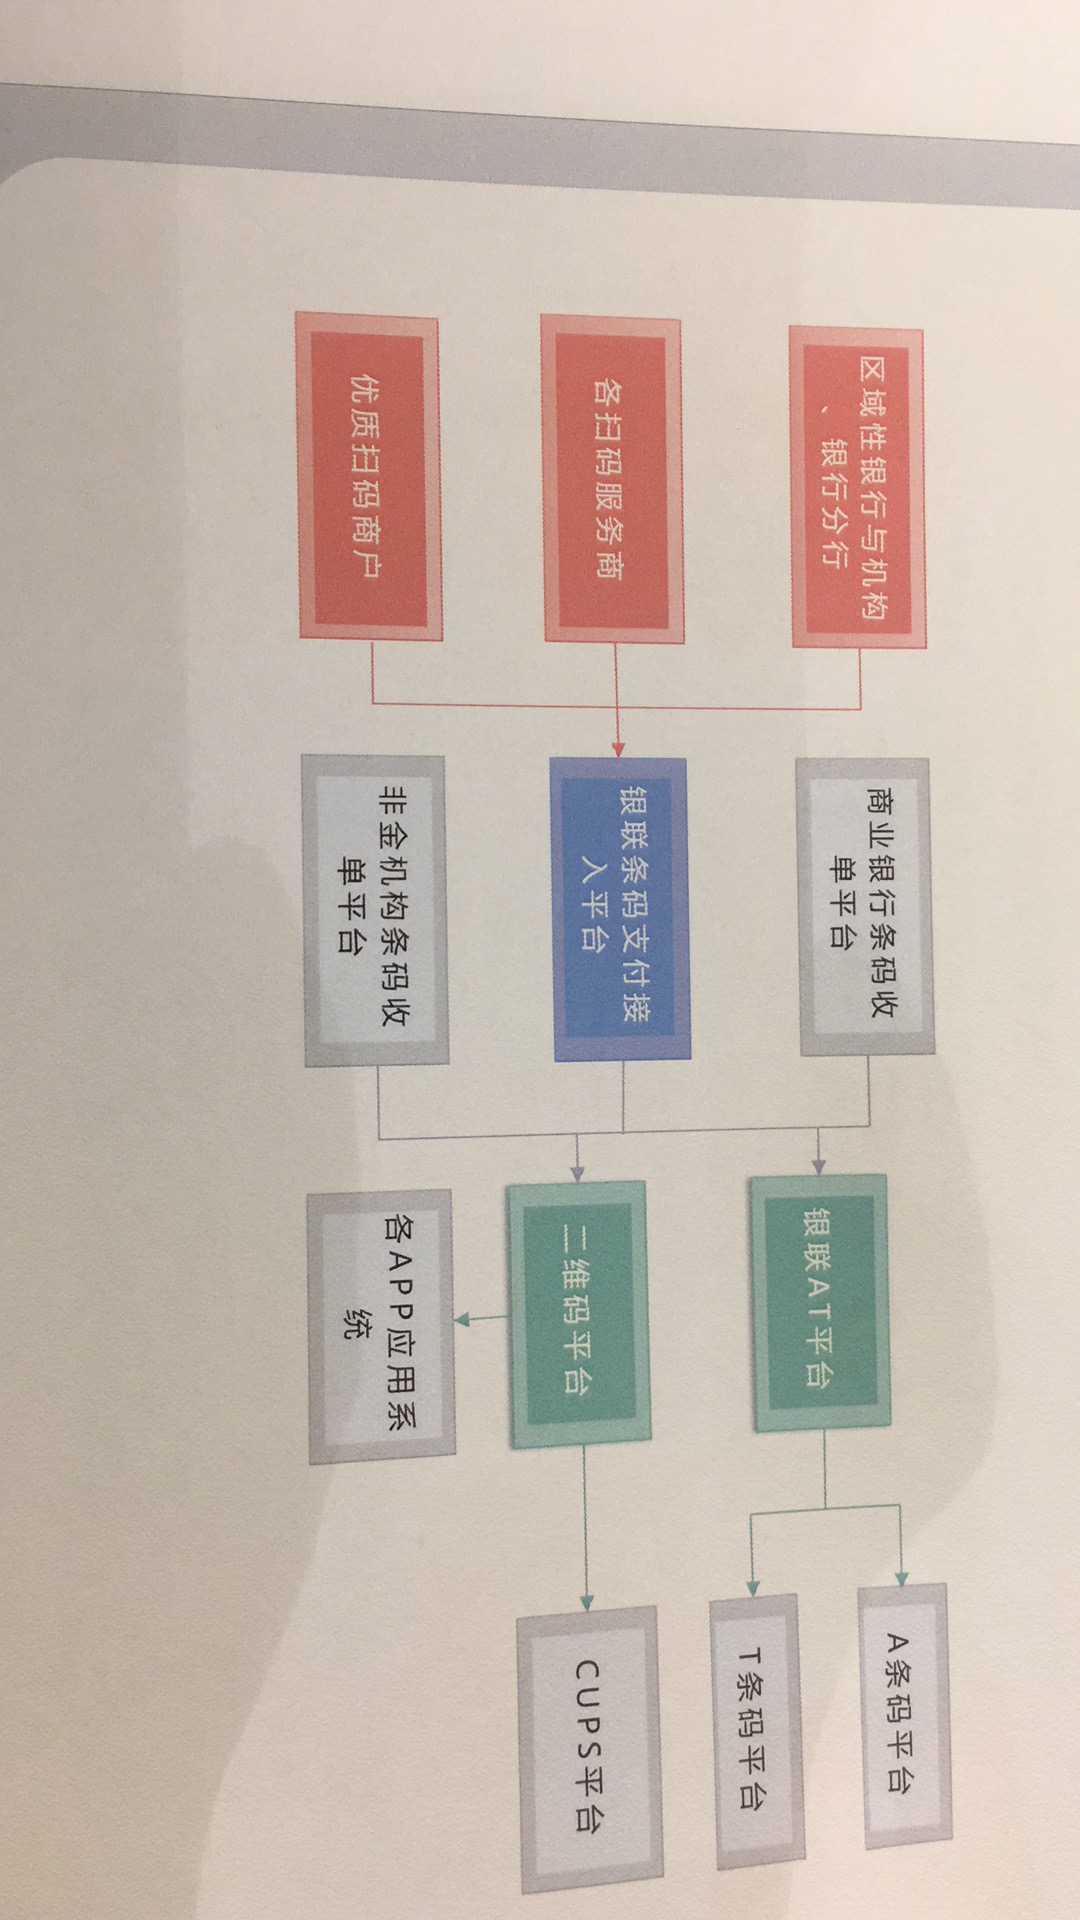 区域性银行与机构
、银行分行
各扫码服务商
优质扫码商户
商业银行条码收
单平台
银联条码支付接
入平台
非金机构条码收
单平台
银联AT平台
二维码平台
各APP应用系
统
A条码平台
T条码平台
CUPS平台